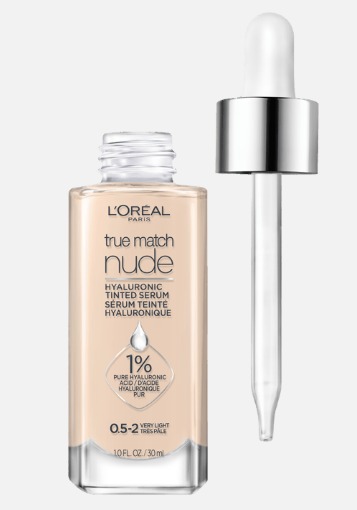 L'ORÉAL
PARIS
true match
nude
HYALURONIC
TINTED SERUM
SÉRUM TEINTÉ
HYALURONIQUE
1%
PURE HYALURONIC
ACID / D'ACIDE
HYALURONIQUE
PUR
0.5-2 VERY LIGHT
TRÈS PÂLE
1.0 FL. OZ / 30 ml